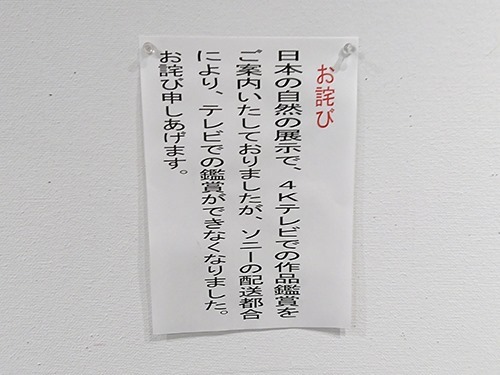 お詫び
日本の自然の展示で、４Kテレビでの作品鑑賞を
ご案内いたしておりましたが、ソニーの配送都合
により、テレビでの鑑賞ができなくなりました。
お詫び申しあげます。